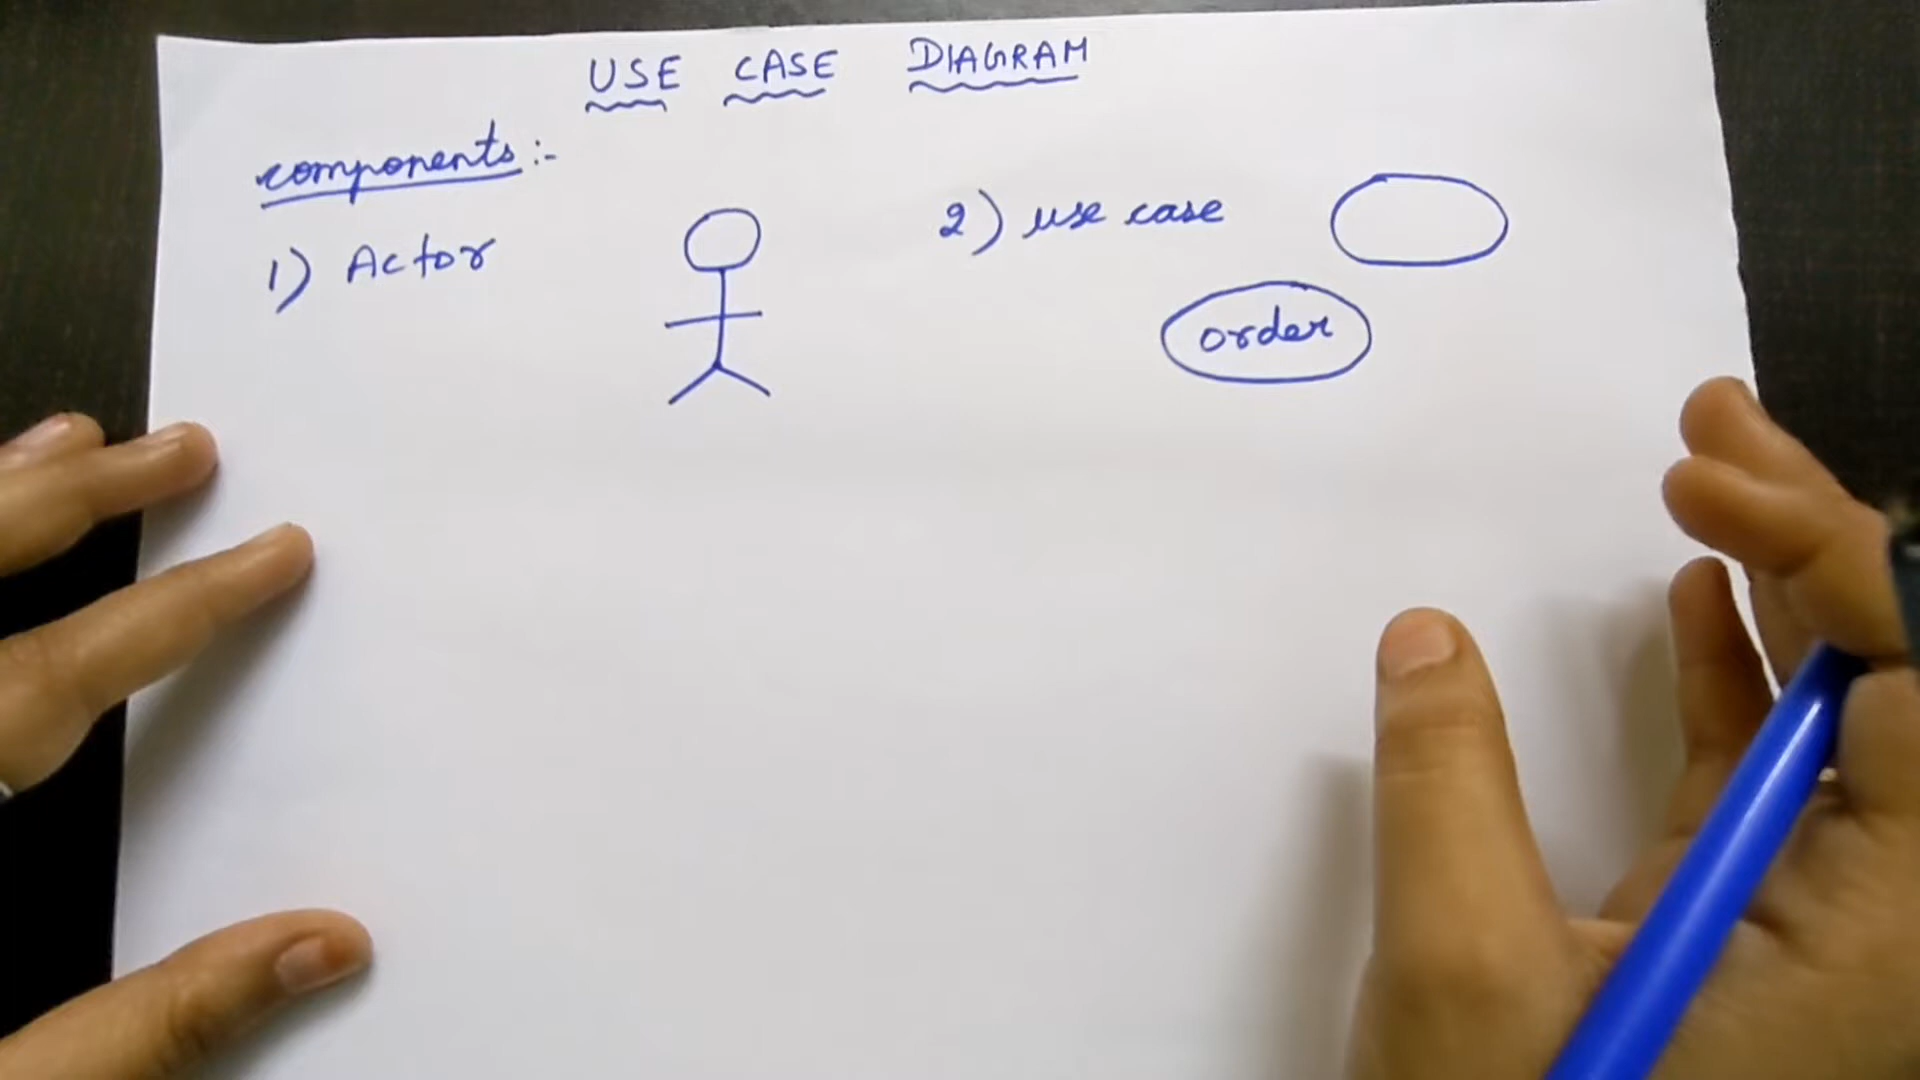 USE CASE DIAGRAM
components :-
1) Actor
2) use case
order